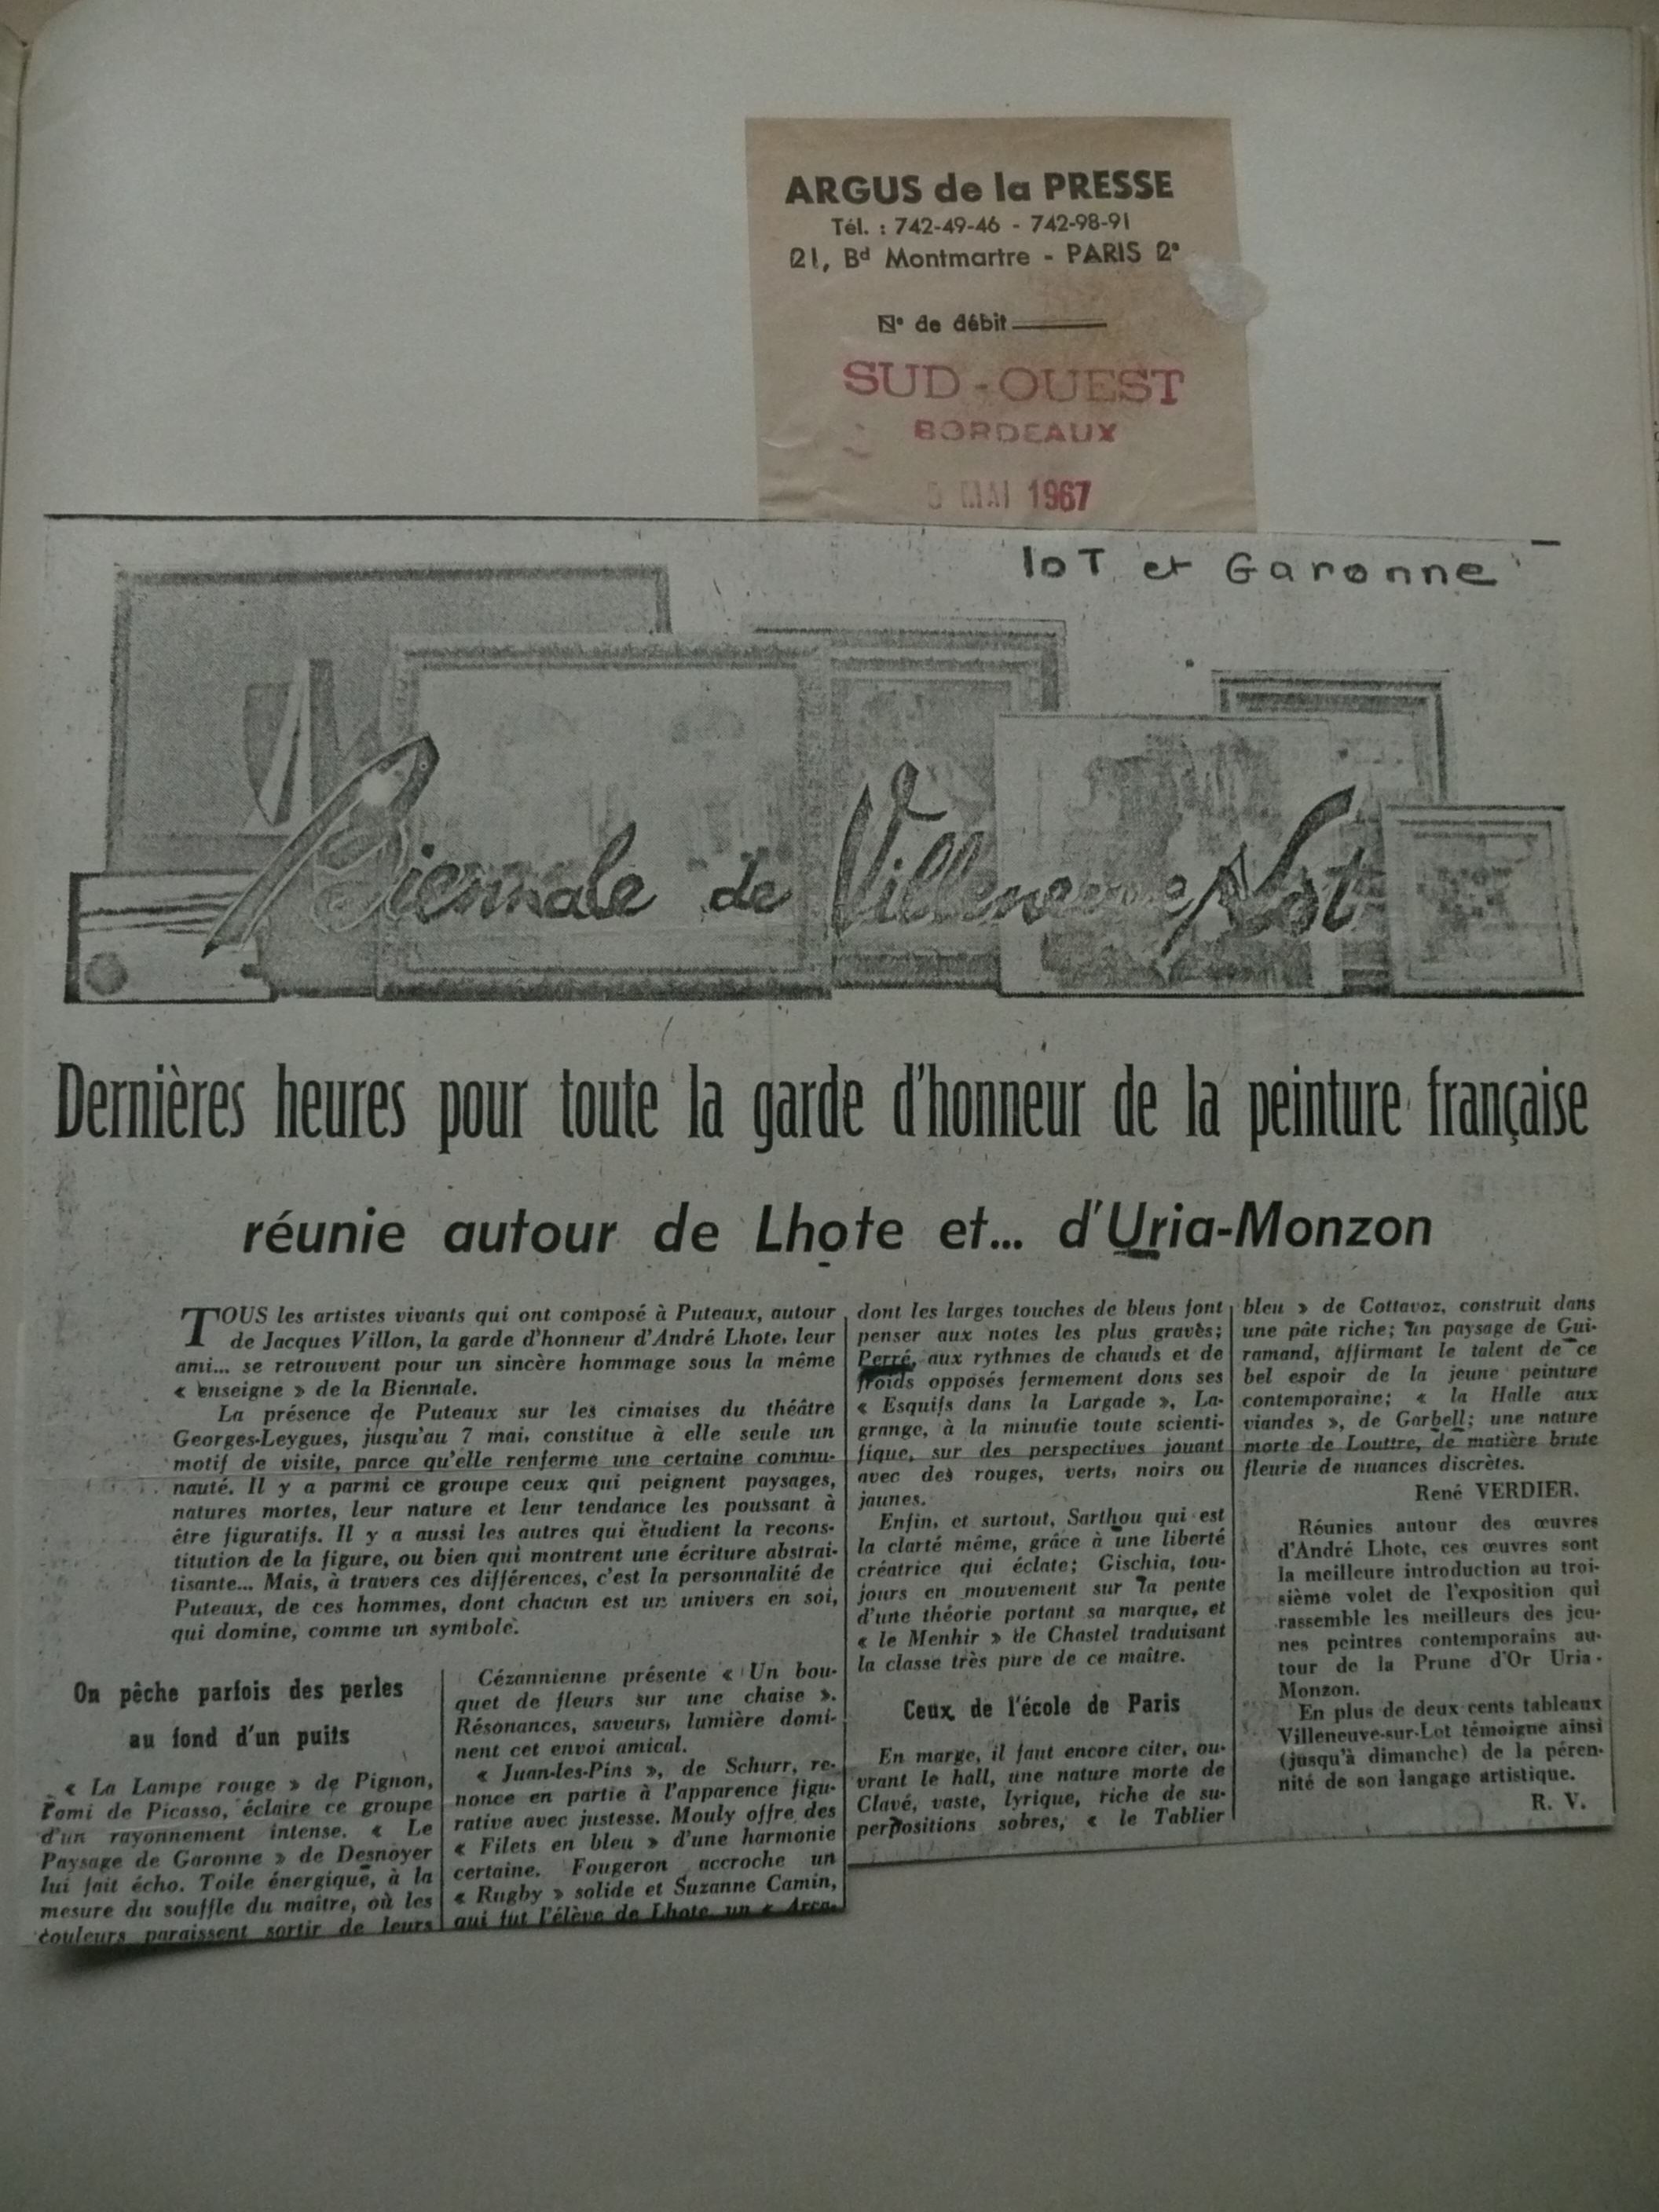 ARGUS de la PRESSE
Tél. : 742-49-46 - 742-98-91
21, Bd Montmartre - PARIS 2e
N° de débit
SUD-OUEST
BORDEAUX
5 MAI 1967
loT et Garonne
Biennale de Villeneuve s/Lot
Dernières heures pour toute la garde d'honneur de la peinture française
réunie autour de Lhote et... d'Uria-Monzon
TOUS les artistes vivants qui ont composé à Puteaux, autour
de Jacques Villon, la garde d'honneur d'André Lhote, leur
ami... se retrouvent pour un sincère hommage sous la même
« enseigne » de la Biennale.
La présence de Puteaux sur les cimaises du théâtre
Georges-Leygues, jusqu'au 7 mai, constitue à elle seule un
motif de visite, parce qu'elle renferme une certaine commu-
nauté. Il y a parmi ce groupe ceux qui peignent paysages,
natures mortes, leur nature et leur tendance les poussant à
être figuratifs. Il y a aussi les autres qui étudient la recons-
titution de la figure, ou bien qui montrent une écriture abstrai-
tisante... Mais, à travers ces différences, c'est la personnalité de
Puteaux, de ces hommes, dont chacun est un univers en soi,
qui domine, comme un symbole.
On pêche parfois des perles
au fond d'un puits
« La Lampe rouge » de Pignon,
l'ami de Picasso, éclaire ce groupe
d'un rayonnement intense. « Le
Paysage de Garonne » de Desnoyer
lui fait écho. Toile énergique, à la
mesure du souffle du maître, où les
couleurs paraissent sortir de leurs
Cézannienne présente « Un bou-
quet de fleurs sur une chaise ».
Résonances, saveurs, lumière domi-
nent cet envoi amical.
« Juan-les-Pins », de Schurr, re-
nonce en partie à l'apparence figu-
rative avec justesse. Mouly offre des
« Filets en bleu » d'une harmonie
certaine. Fougeron accroche un
« Rugby » solide et Suzanne Camin,
qui fut l'élève de Lhote, un « Arca-
dont les larges touches de bleus font
penser aux notes les plus graves;
Perré, aux rythmes de chauds et de
froids opposés fermement dons ses
« Esquifs dans la Largade », La-
grange, à la minutie toute scienti-
fique, sur des perspectives jouant
avec des rouges, verts, noirs ou
jaunes.
Enfin, et surtout, Sarthou qui est
la clarté même, grâce à une liberté
créatrice qui éclate; Gischia, tou-
jours en mouvement sur la pente
d'une théorie portant sa marque, et
« le Menhir » de Chastel traduisant
la classe très pure de ce maître.
Ceux de l'école de Paris
En marge, il faut encore citer, ou-
vrant le hall, une nature morte de
Clavé, vaste, lyrique, riche de su-
perpositions sobres, « le Tablier
bleu » de Cottavoz, construit dans
une pâte riche; un paysage de Gui-
ramand, affirmant le talent de ce
bel espoir de la jeune peinture
contemporaine; « la Halle aux
viandes », de Garbell; une nature
morte de Louttre, de matière brute
fleurie de nuances discrètes.
René VERDIER.
Réunies autour des œuvres
d'André Lhote, ces œuvres sont
la meilleure introduction au troi-
sième volet de l'exposition qui
rassemble les meilleurs des jeu-
nes peintres contemporains au-
tour de la Prune d'Or Uria-
Monzon.
En plus de deux cents tableaux
Villeneuve-sur-Lot témoigne ainsi
(jusqu'à dimanche) de la péren-
nité de son langage artistique.
R. V.